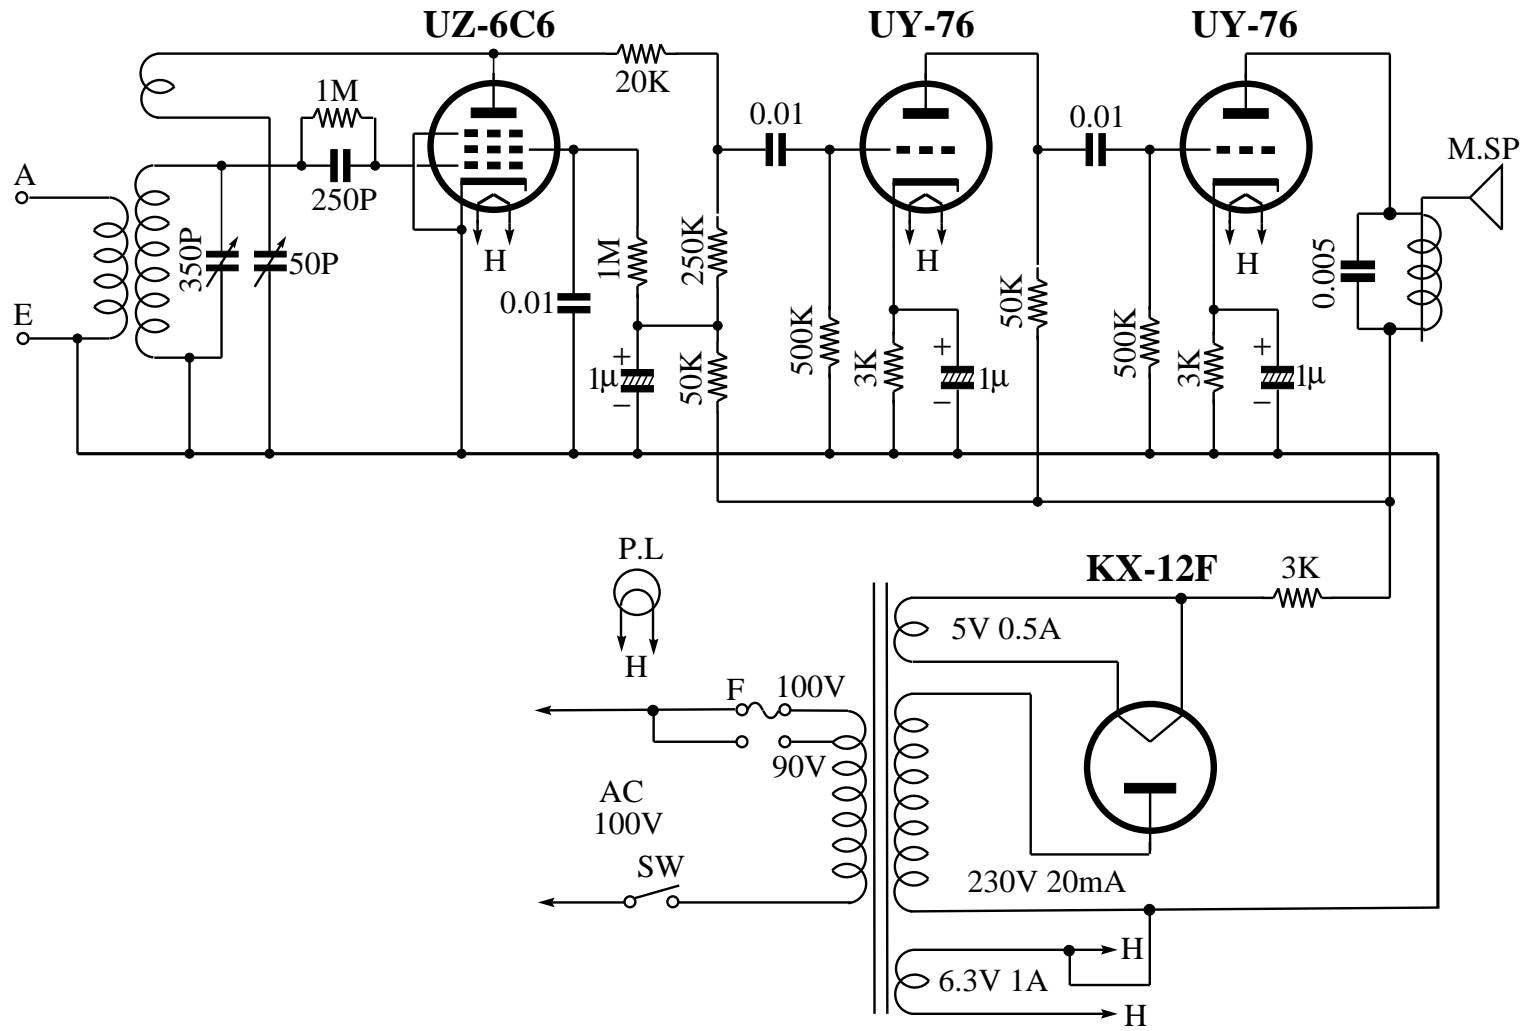 UZ-6C6
UY-76
UY-76
20K
1M
0.01
0.01
M.SP
A
250P
350P
50P
H
1M
250K
H
50K
H
0.005
0.01
E
1μ
+
−
50K
500K
3K
+
−
1μ
500K
3K
+
−
1μ
P.L
H
KX-12F
3K
5V 0.5A
F
100V
90V
AC
100V
SW
230V 20mA
6.3V 1A
H
H